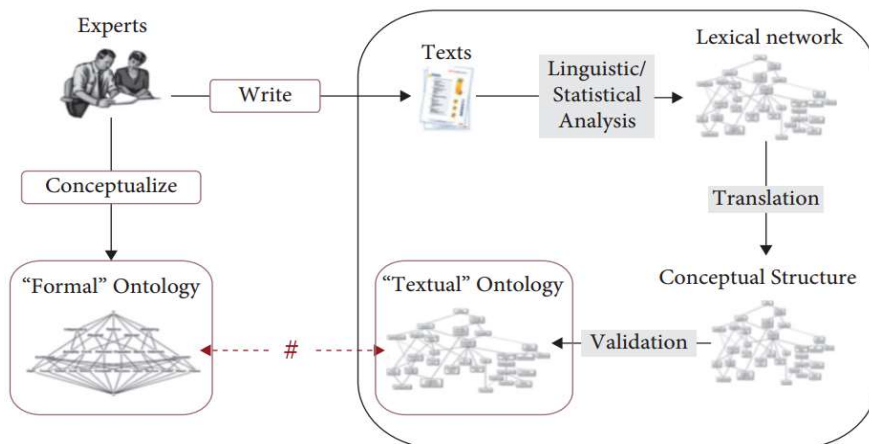 Experts
Texts
Lexical network
Write
Linguistic/
Statistical
Analysis
Conceptualize
Translation
“Formal” Ontology
“Textual” Ontology
Conceptual Structure
#
Validation